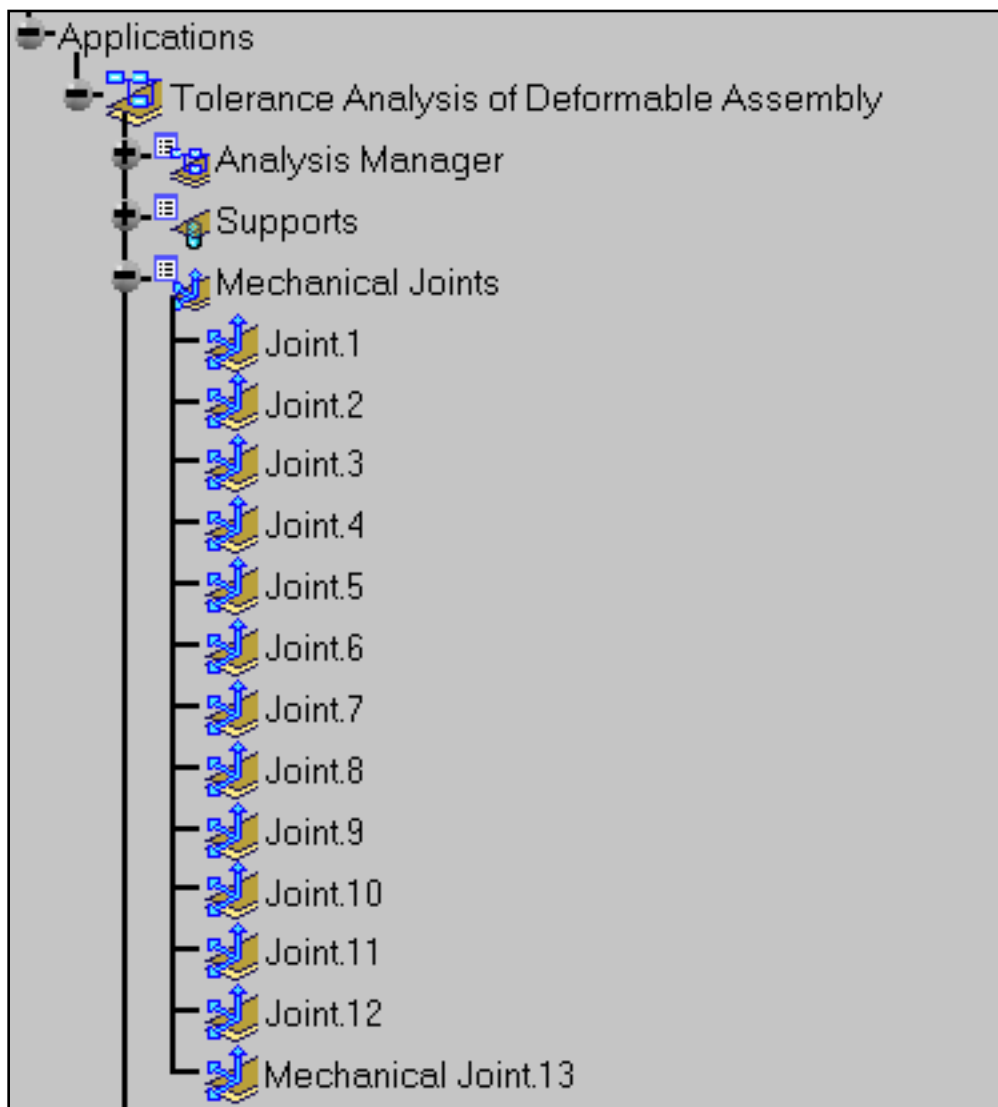 Applications
Tolerance Analysis of Deformable Assembly
Analysis Manager
Supports
Mechanical Joints
Joint.1
Joint.2
Joint.3
Joint.4
Joint.5
Joint.6
Joint.7
Joint.8
Joint.9
Joint.10
Joint.11
Joint.12
Mechanical Joint.13